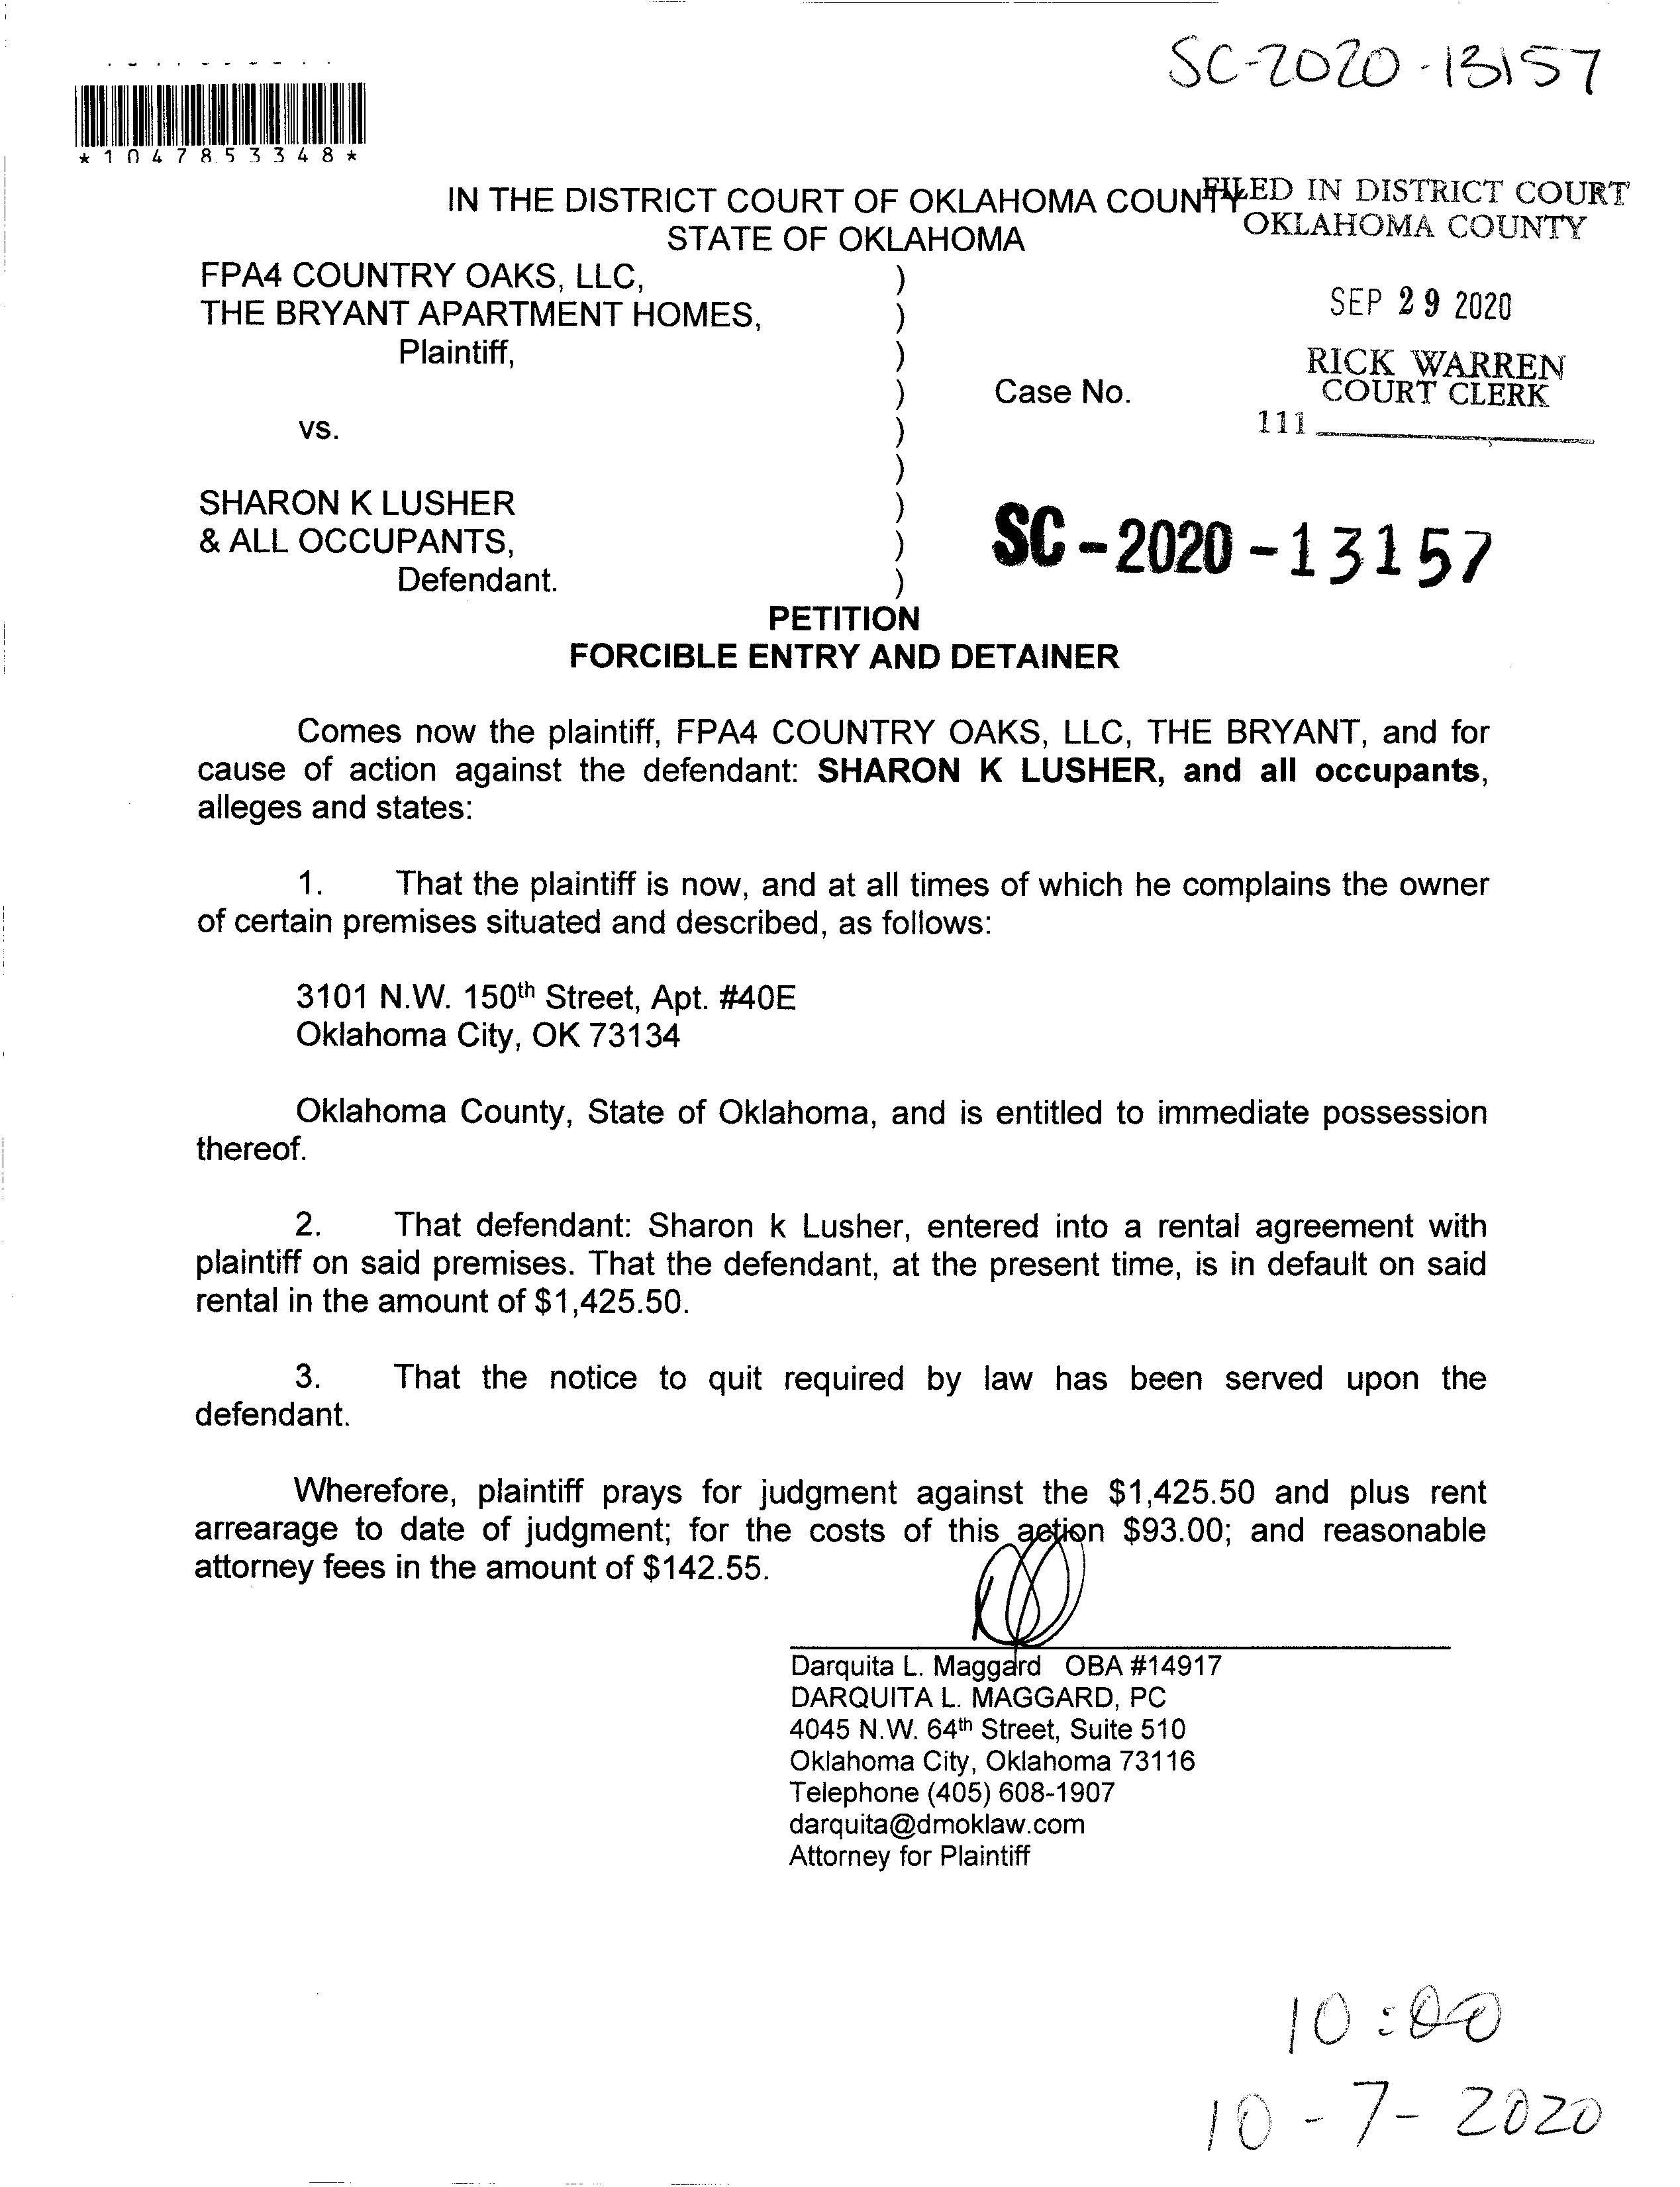 SC-2020-13157
*1047853348*
IN THE DISTRICT COURT OF OKLAHOMA COUNTY
STATE OF OKLAHOMA
FILED IN DISTRICT COURT
OKLAHOMA COUNTY
SEP 29 2020
RICK WARREN
COURT CLERK
111
FPA4 COUNTRY OAKS, LLC, )
THE BRYANT APARTMENT HOMES, )
Plaintiff, )
) Case No.
vs. )
)
SHARON K LUSHER )
& ALL OCCUPANTS, ) SC-2020-13157
Defendant. )
PETITION
FORCIBLE ENTRY AND DETAINER
Comes now the plaintiff, FPA4 COUNTRY OAKS, LLC, THE BRYANT, and for
cause of action against the defendant: SHARON K LUSHER, and all occupants,
alleges and states:
1. That the plaintiff is now, and at all times of which he complains the owner
of certain premises situated and described, as follows:
3101 N.W. 150th Street, Apt. #40E
Oklahoma City, OK 73134
Oklahoma County, State of Oklahoma, and is entitled to immediate possession
thereof.
2. That defendant: Sharon k Lusher, entered into a rental agreement with
plaintiff on said premises. That the defendant, at the present time, is in default on said
rental in the amount of $1,425.50.
3. That the notice to quit required by law has been served upon the
defendant.
Wherefore, plaintiff prays for judgment against the $1,425.50 and plus rent
arrearage to date of judgment; for the costs of this action $93.00; and reasonable
attorney fees in the amount of $142.55.
Darquita L. Maggard OBA #14917
DARQUITA L. MAGGARD, PC
4045 N.W. 64th Street, Suite 510
Oklahoma City, Oklahoma 73116
Telephone (405) 608-1907
darquita@dmoklaw.com
Attorney for Plaintiff
10:00
10-7-2020